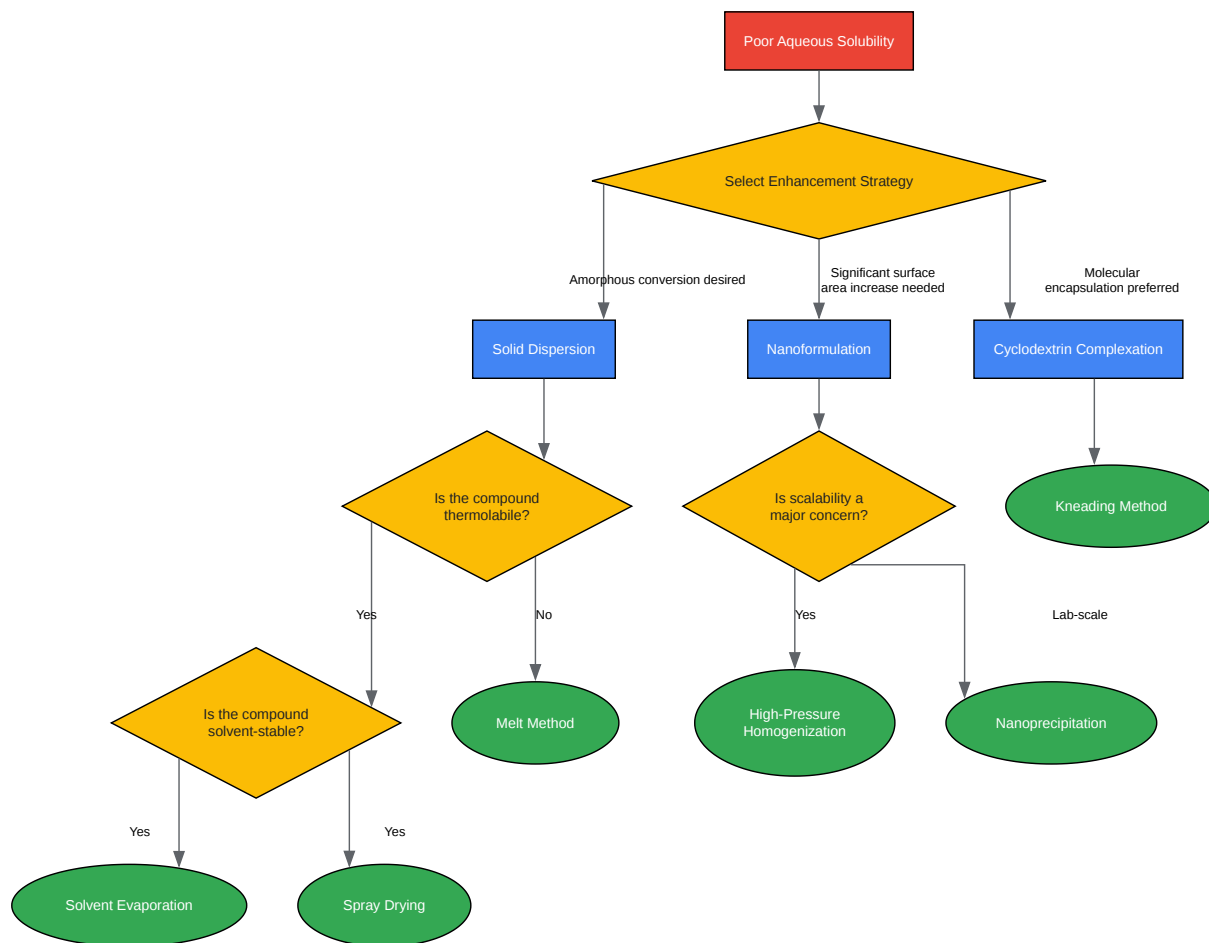 Poor Aqueous Solubility
Select Enhancement Strategy
Amorphous conversion desired
Significant surface
area increase needed
Molecular
encapsulation preferred
Solid Dispersion
Nanoformulation
Cyclodextrin Complexation
Is the compound
thermolabile?
Is scalability a
major concern?
Kneading Method
Yes
No
Yes
Lab-scale
Is the compound
solvent-stable?
Melt Method
High-Pressure
Homogenization
Nanoprecipitation
Yes
Yes
Solvent Evaporation
Spray Drying